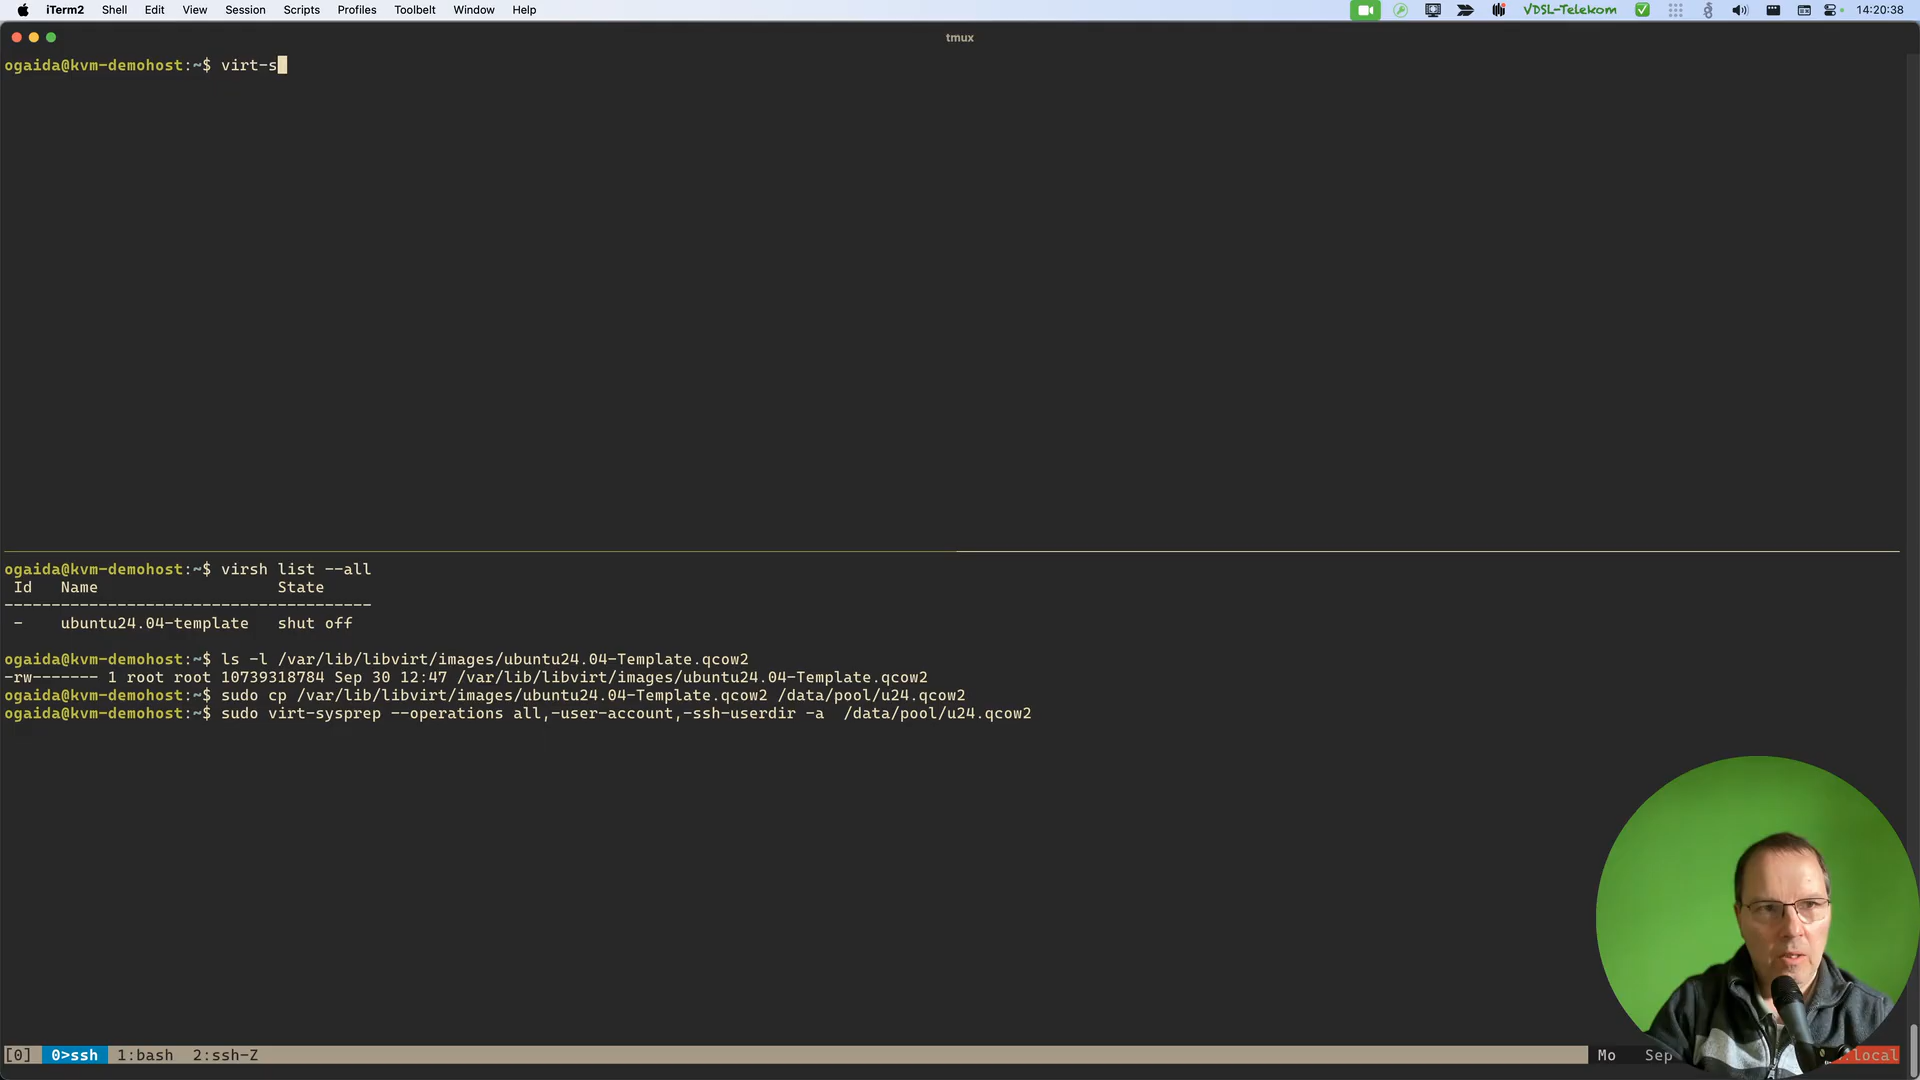 iTerm2 Shell Edit View Session Scripts Profiles Toolbelt Window Help VDSL-Telekom 14:20:38
tmux
ogaida@kvm-demohost:~$ virt-s
ogaida@kvm-demohost:~$ virsh list --all
Id Name State
----------------------------------------
- ubuntu24.04-template shut off
ogaida@kvm-demohost:~$ ls -l /var/lib/libvirt/images/ubuntu24.04-Template.qcow2
-rw------- 1 root root 10739318784 Sep 30 12:47 /var/lib/libvirt/images/ubuntu24.04-Template.qcow2
ogaida@kvm-demohost:~$ sudo cp /var/lib/libvirt/images/ubuntu24.04-Template.qcow2 /data/pool/u24.qcow2
ogaida@kvm-demohost:~$ sudo virt-sysprep --operations all,-user-account,-ssh-userdir -a  /data/pool/u24.qcow2
[0] 0>ssh 1:bash 2:ssh-Z Mo Sep local